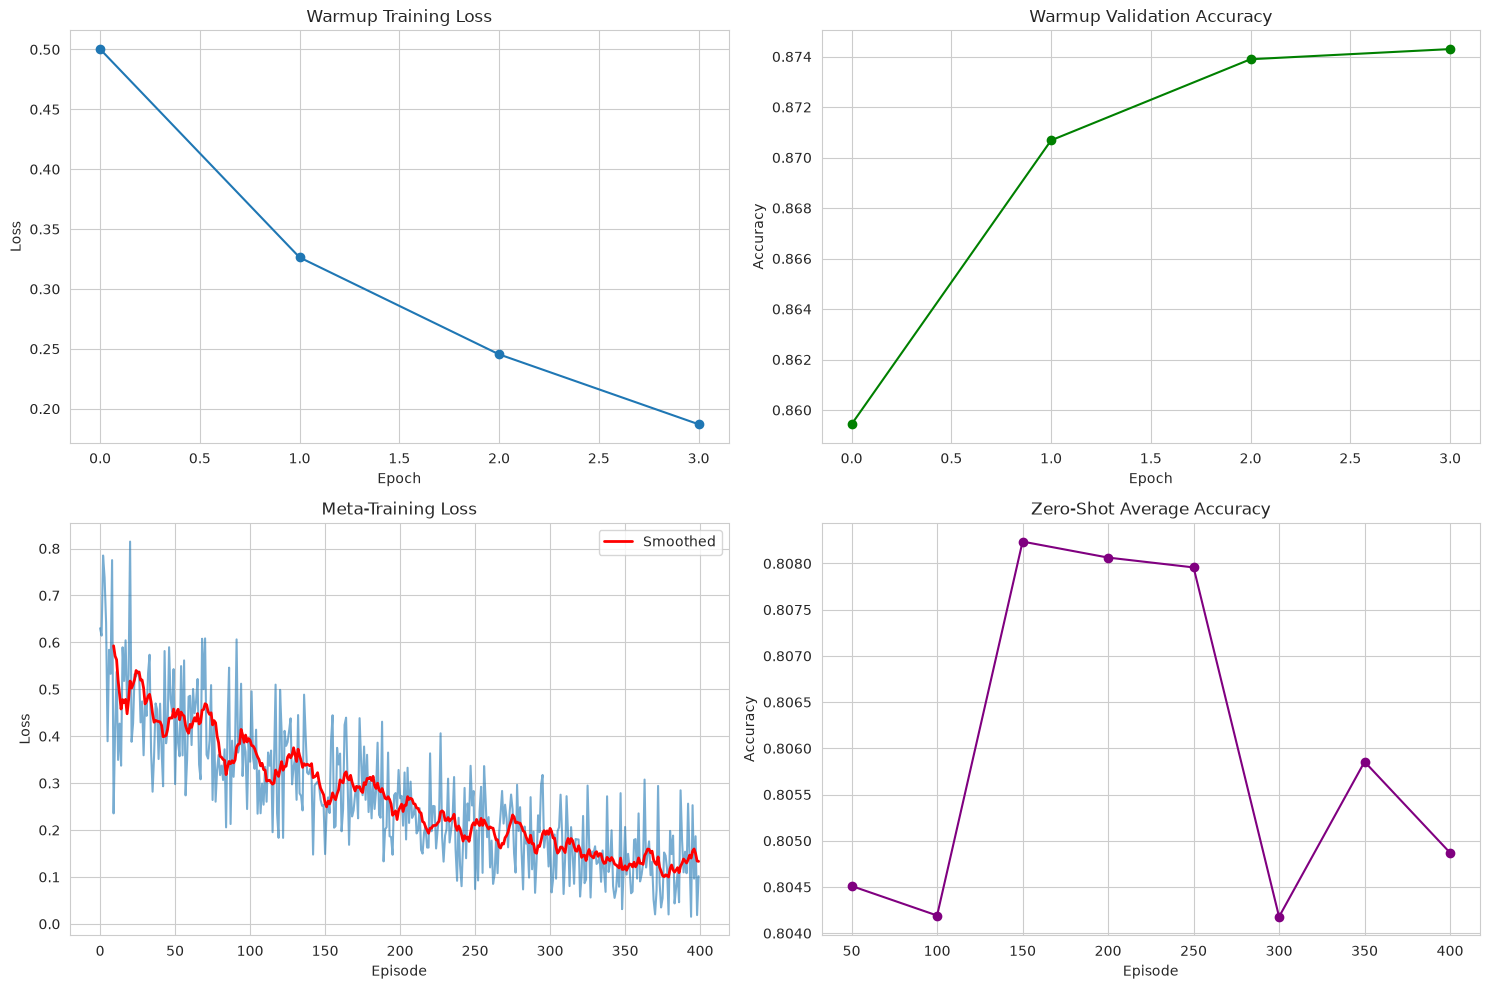 Warmup Training Loss
0.50
0.45
0.40
0.35
0.30
0.25
0.20
Loss
0.0 0.5 1.0 1.5 2.0 2.5 3.0
Epoch
Warmup Validation Accuracy
0.874
0.872
0.870
0.868
0.866
0.864
0.862
0.860
Accuracy
0.0 0.5 1.0 1.5 2.0 2.5 3.0
Epoch
Meta-Training Loss
Smoothed
0.8
0.7
0.6
0.5
0.4
0.3
0.2
0.1
0.0
Loss
0 50 100 150 200 250 300 350 400
Episode
Zero-Shot Average Accuracy
0.8080
0.8075
0.8070
0.8065
0.8060
0.8055
0.8050
0.8045
0.8040
Accuracy
50 100 150 200 250 300 350 400
Episode